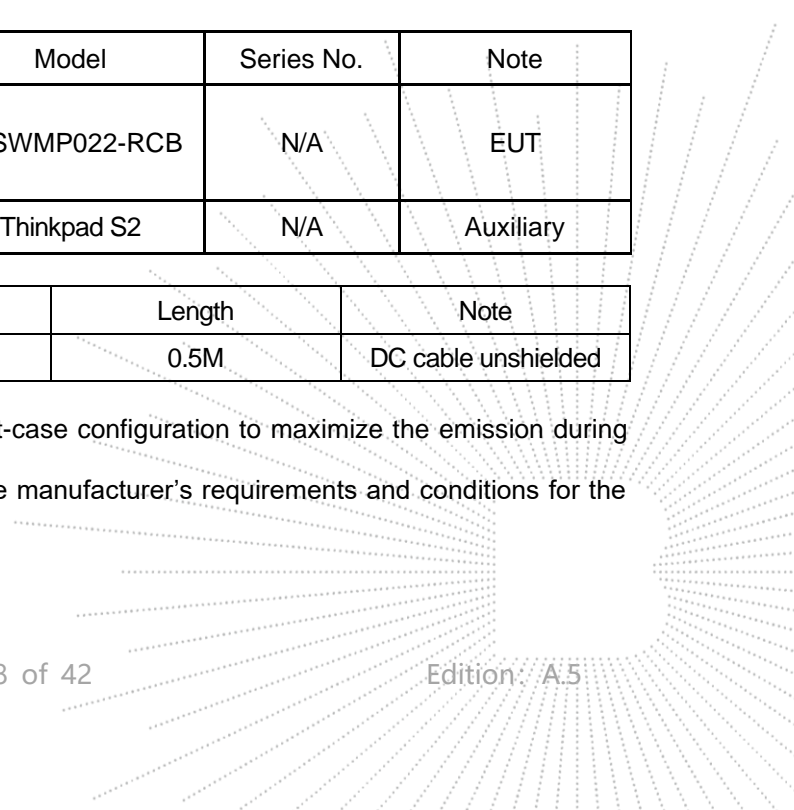 Model Series No. Note
SWMP022-RCB N/A EUT
Thinkpad S2 N/A Auxiliary
Length Note
0.5M DC cable unshielded
t-case configuration to maximize the emission during
e manufacturer's requirements and conditions for the
of 42 Edition: A.5